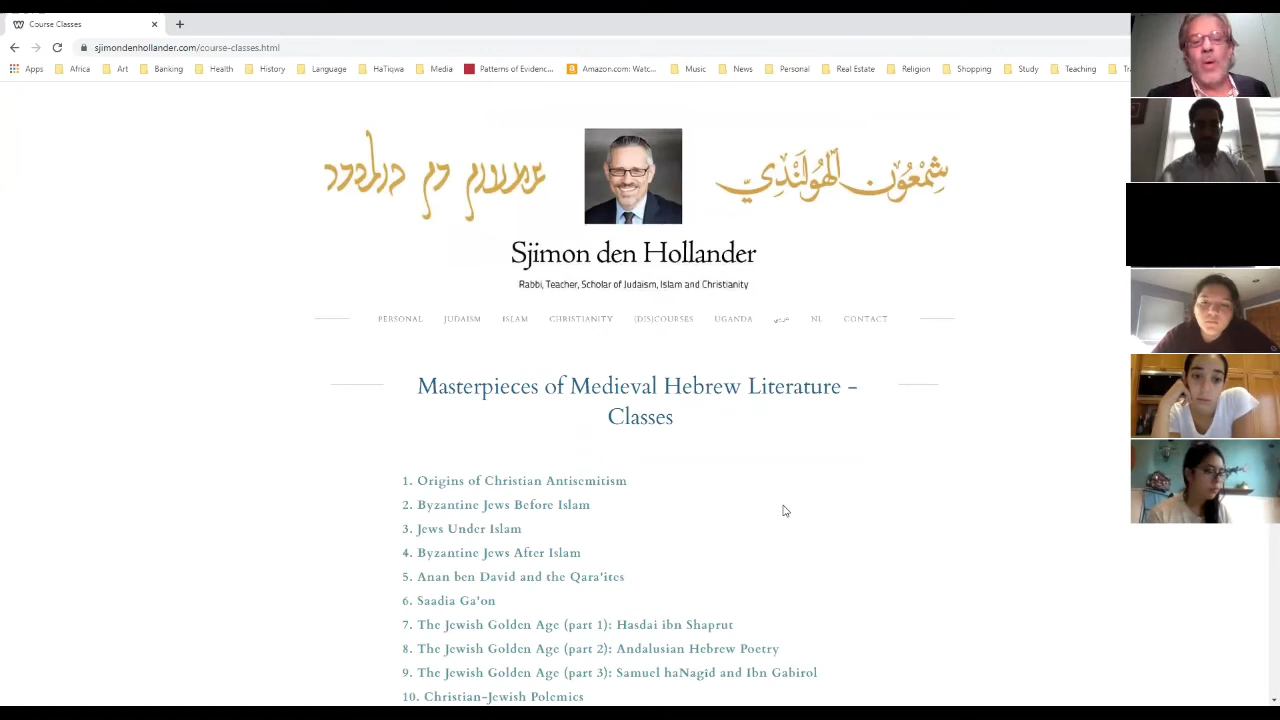 Course Classes
sjimondenhollander.com/course-classes.html
Apps Africa Art Banking Health History Language HaTiqwa Media Patterns of Evidenc... Amazon.com: Watc... Music News Personal Real Estate Religion Shopping Study Teaching
شِمْعُون الهُولَنْدِيّ
Sjimon den Hollander
Rabbi, Teacher, Scholar of Judaism, Islam and Christianity
PERSONAL JUDAISM ISLAM CHRISTIANITY (DIS)COURSES UGANDA عربي NL CONTACT
Masterpieces of Medieval Hebrew Literature -
Classes
1. Origins of Christian Antisemitism
2. Byzantine Jews Before Islam
3. Jews Under Islam
4. Byzantine Jews After Islam
5. Anan ben David and the Qara'ites
6. Saadia Ga'on
7. The Jewish Golden Age (part 1): Hasdai ibn Shaprut
8. The Jewish Golden Age (part 2): Andalusian Hebrew Poetry
9. The Jewish Golden Age (part 3): Samuel haNagid and Ibn Gabirol
10. Christian-Jewish Polemics